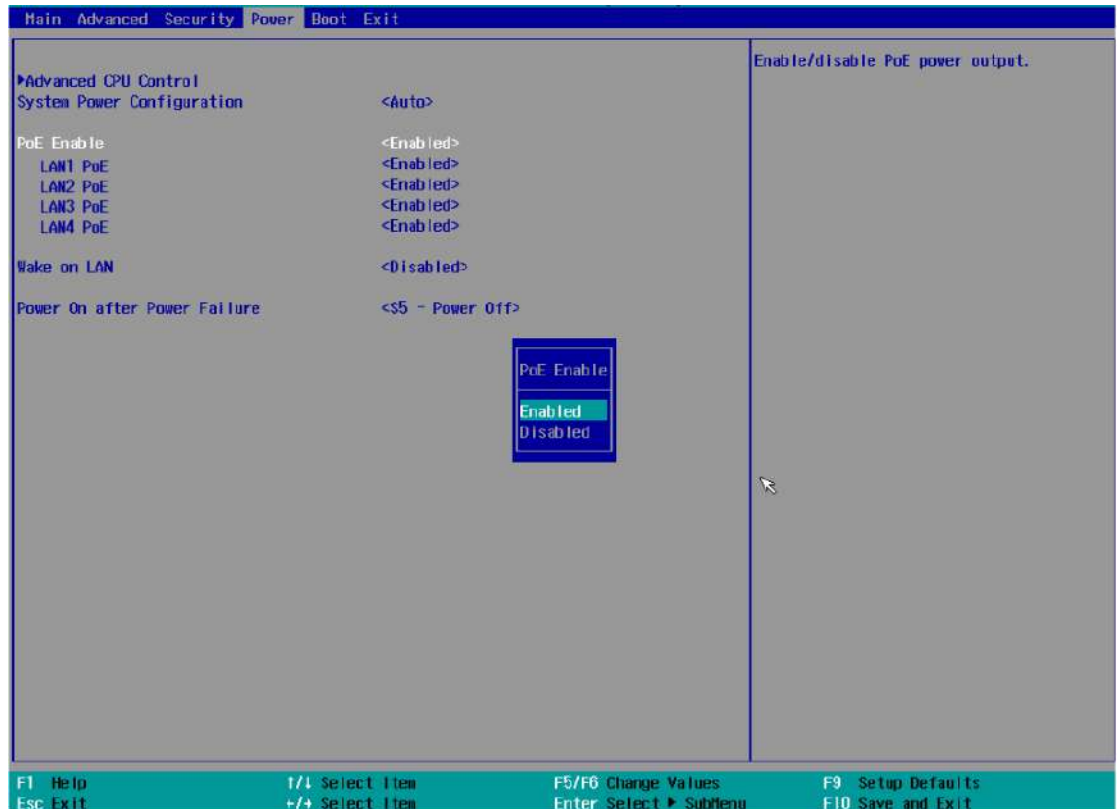 Main Advanced Security Power Boot Exit
Enable/disable PoE power output.
▶Advanced CPU Control
System Power Configuration <Auto>
PoE Enable <Enabled>
LAN1 PoE <Enabled>
LAN2 PoE <Enabled>
LAN3 PoE <Enabled>
LAN4 PoE <Enabled>
Wake on LAN <Disabled>
Power On after Power Failure <S5 - Power Off>
PoE Enable
Enabled
Disabled
F1 Help ↑/↓ Select Item F5/F6 Change Values F9 Setup Defaults
Esc Exit ←/→ Select Item Enter Select ▶ SubMenu F10 Save and Exit